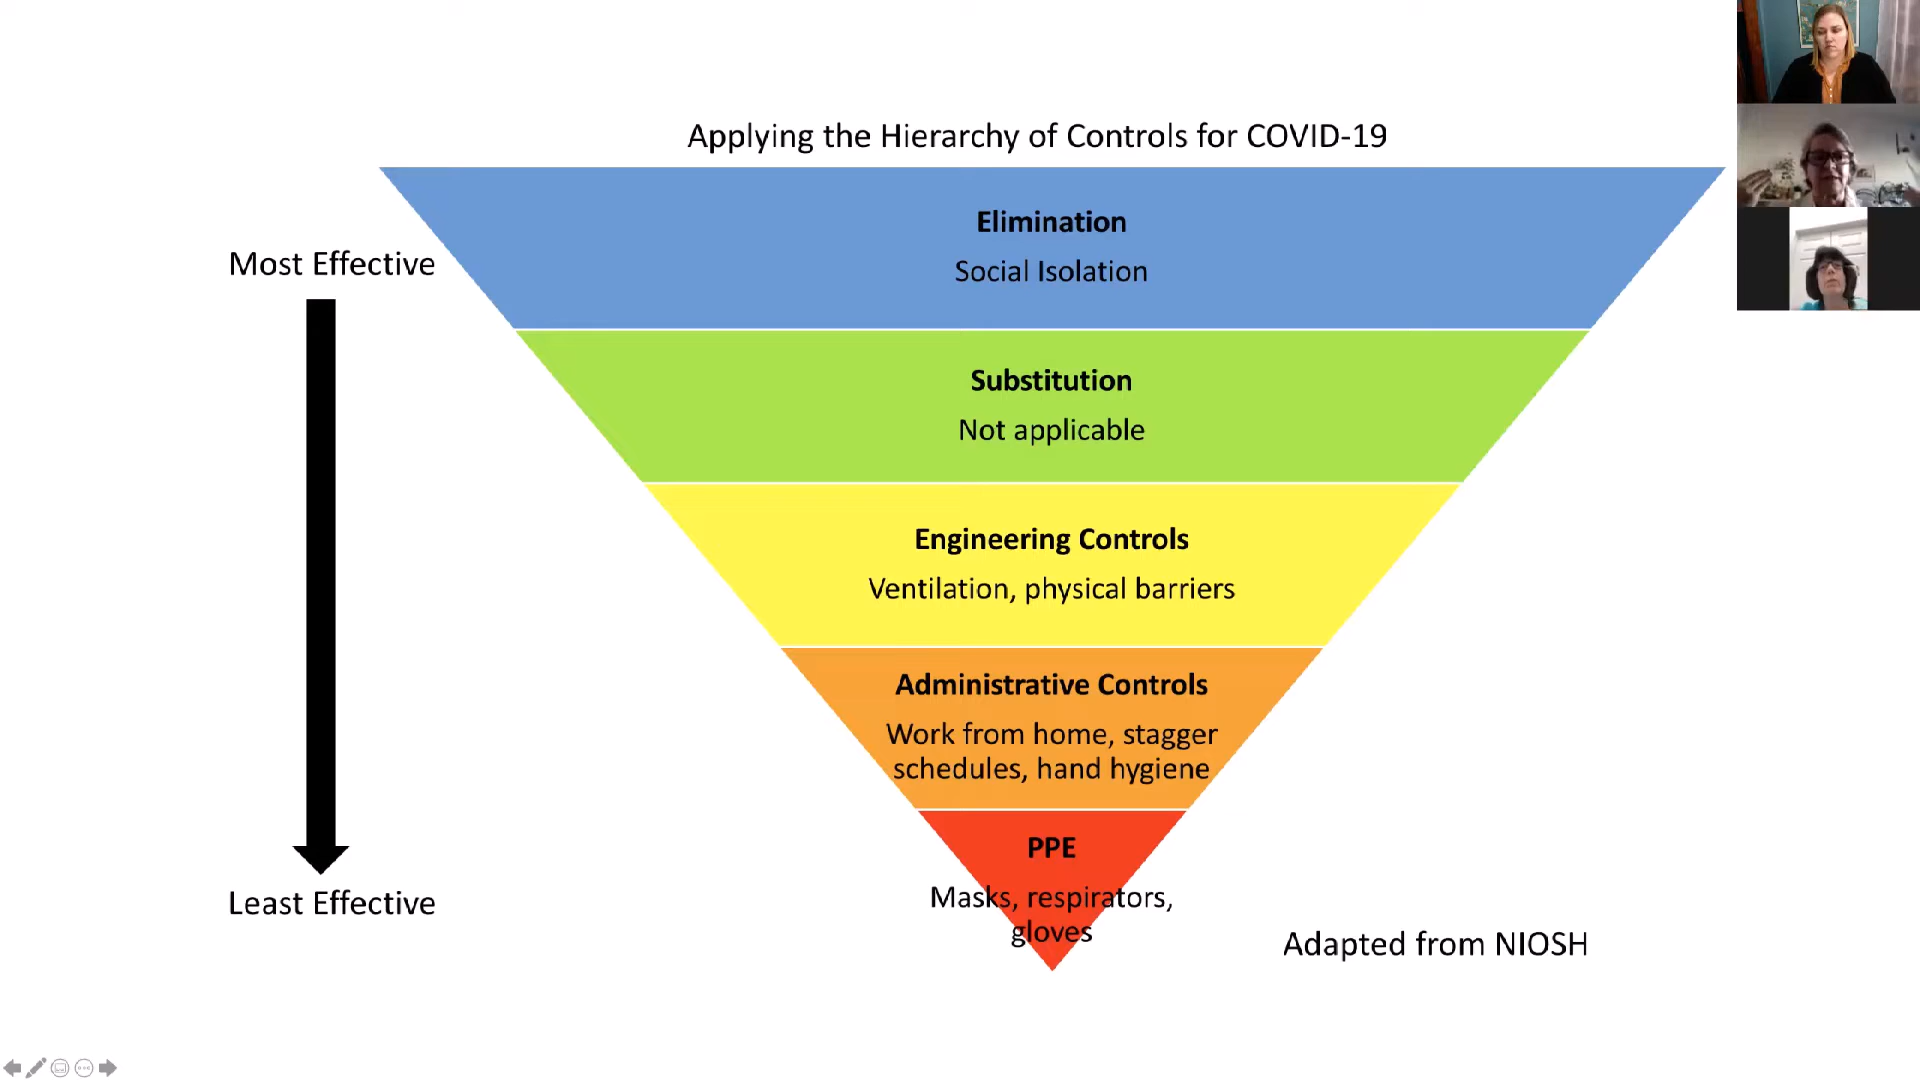 Applying the Hierarchy of Controls for COVID-19
Most Effective
Elimination
Social Isolation
Substitution
Not applicable
Engineering Controls
Ventilation, physical barriers
Administrative Controls
Work from home, stagger
schedules, hand hygiene
PPE
Masks, respirators,
gloves
Least Effective
Adapted from NIOSH